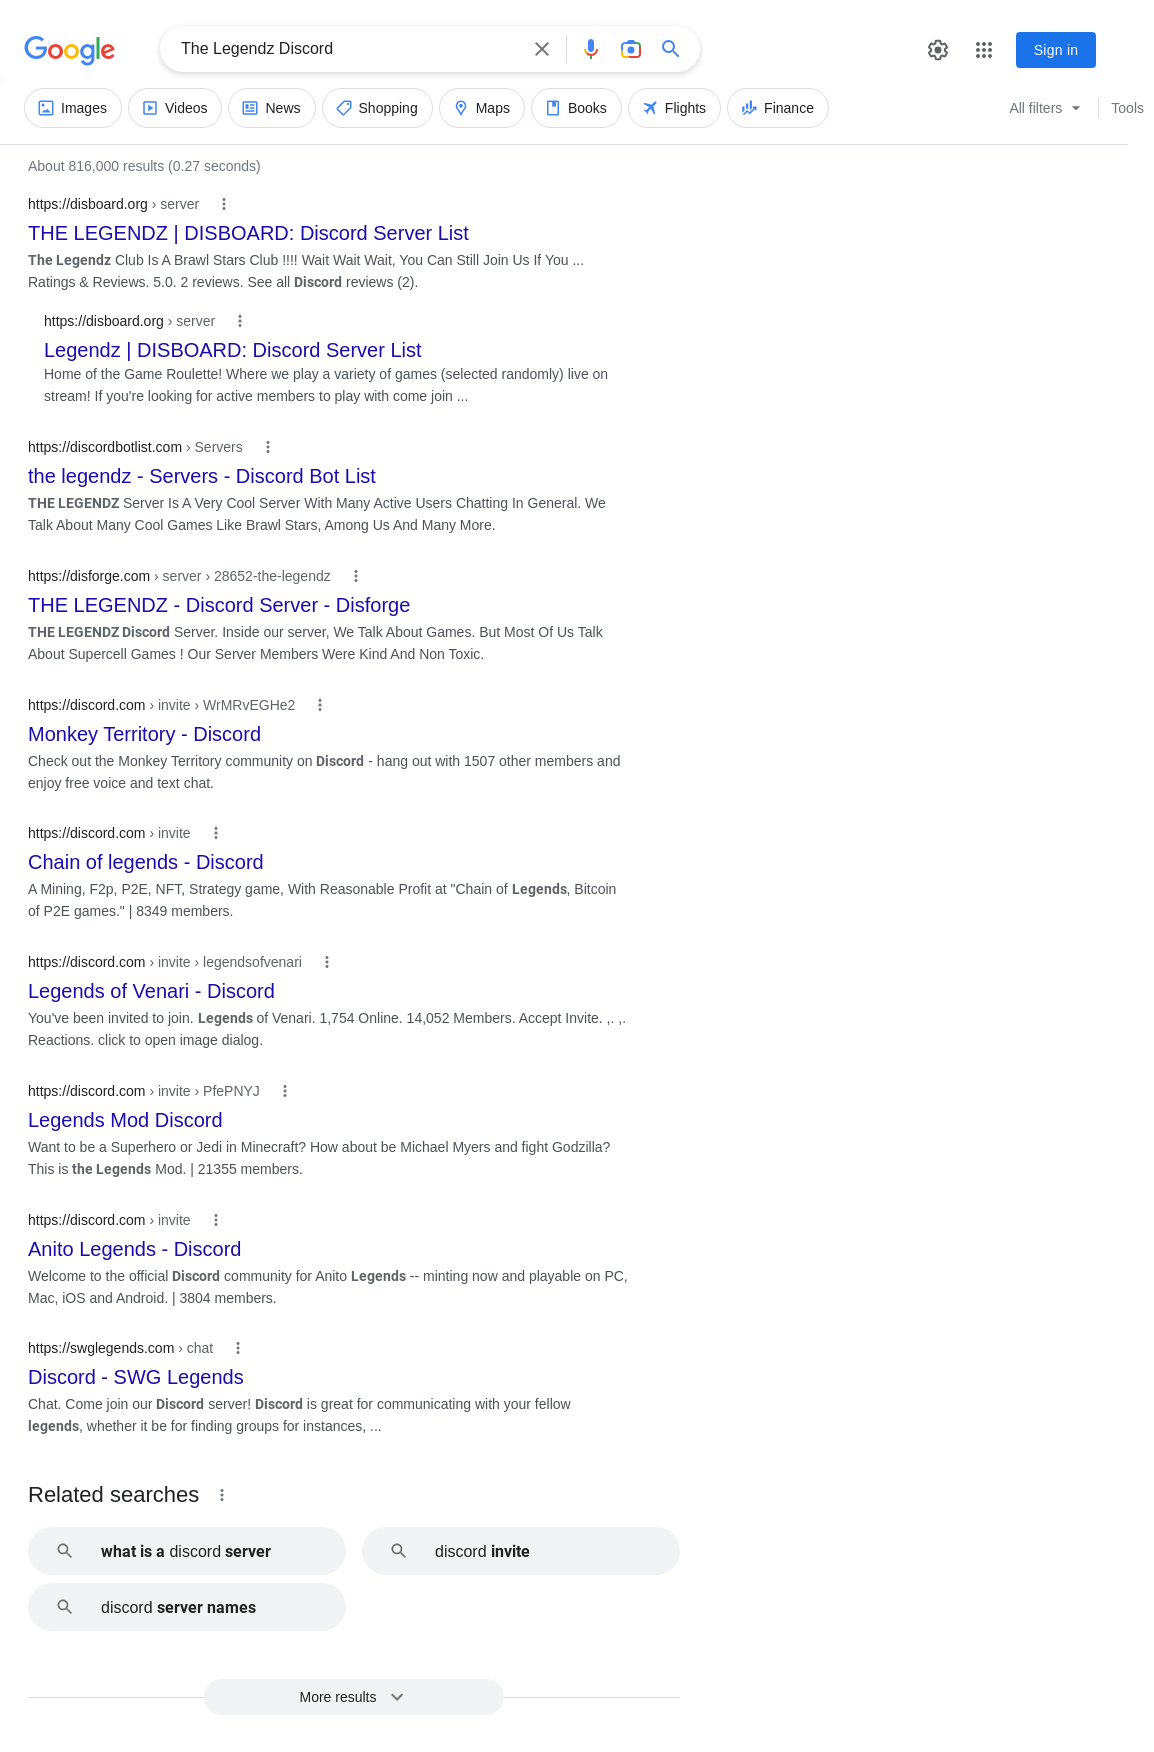 Google
The Legendz Discord
Sign in
Images Videos News Shopping Maps Books Flights Finance All filters Tools
About 816,000 results (0.27 seconds)
https://disboard.org › server
THE LEGENDZ | DISBOARD: Discord Server List
The Legendz Club Is A Brawl Stars Club !!!! Wait Wait Wait, You Can Still Join Us If You ...
Ratings & Reviews. 5.0. 2 reviews. See all Discord reviews (2).
https://disboard.org › server
Legendz | DISBOARD: Discord Server List
Home of the Game Roulette! Where we play a variety of games (selected randomly) live on
stream! If you're looking for active members to play with come join ...
https://discordbotlist.com › Servers
the legendz - Servers - Discord Bot List
THE LEGENDZ Server Is A Very Cool Server With Many Active Users Chatting In General. We
Talk About Many Cool Games Like Brawl Stars, Among Us And Many More.
https://disforge.com › server › 28652-the-legendz
THE LEGENDZ - Discord Server - Disforge
THE LEGENDZ Discord Server. Inside our server, We Talk About Games. But Most Of Us Talk
About Supercell Games ! Our Server Members Were Kind And Non Toxic.
https://discord.com › invite › WrMRvEGHe2
Monkey Territory - Discord
Check out the Monkey Territory community on Discord - hang out with 1507 other members and
enjoy free voice and text chat.
https://discord.com › invite
Chain of legends - Discord
A Mining, F2p, P2E, NFT, Strategy game, With Reasonable Profit at "Chain of Legends, Bitcoin
of P2E games." | 8349 members.
https://discord.com › invite › legendsofvenari
Legends of Venari - Discord
You've been invited to join. Legends of Venari. 1,754 Online. 14,052 Members. Accept Invite. ,. ,.
Reactions. click to open image dialog.
https://discord.com › invite › PfePNYJ
Legends Mod Discord
Want to be a Superhero or Jedi in Minecraft? How about be Michael Myers and fight Godzilla?
This is the Legends Mod. | 21355 members.
https://discord.com › invite
Anito Legends - Discord
Welcome to the official Discord community for Anito Legends -- minting now and playable on PC,
Mac, iOS and Android. | 3804 members.
https://swglegends.com › chat
Discord - SWG Legends
Chat. Come join our Discord server! Discord is great for communicating with your fellow
legends, whether it be for finding groups for instances, ...
Related searches
what is a discord server
discord invite
discord server names
More results